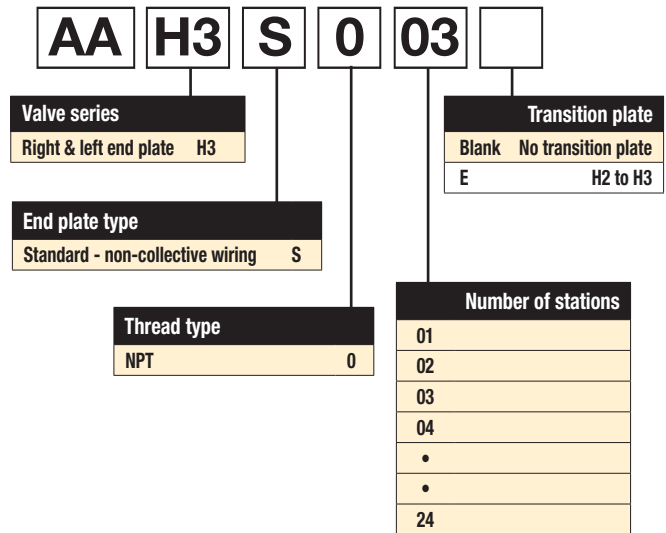 AA H3 S 0 03
Valve series
Right & left end plate H3
Transition plate
Blank No transition plate
E H2 to H3
End plate type
Standard - non-collective wiring S
Thread type
NPT 0
Number of stations
01
02
03
04
•
•
24